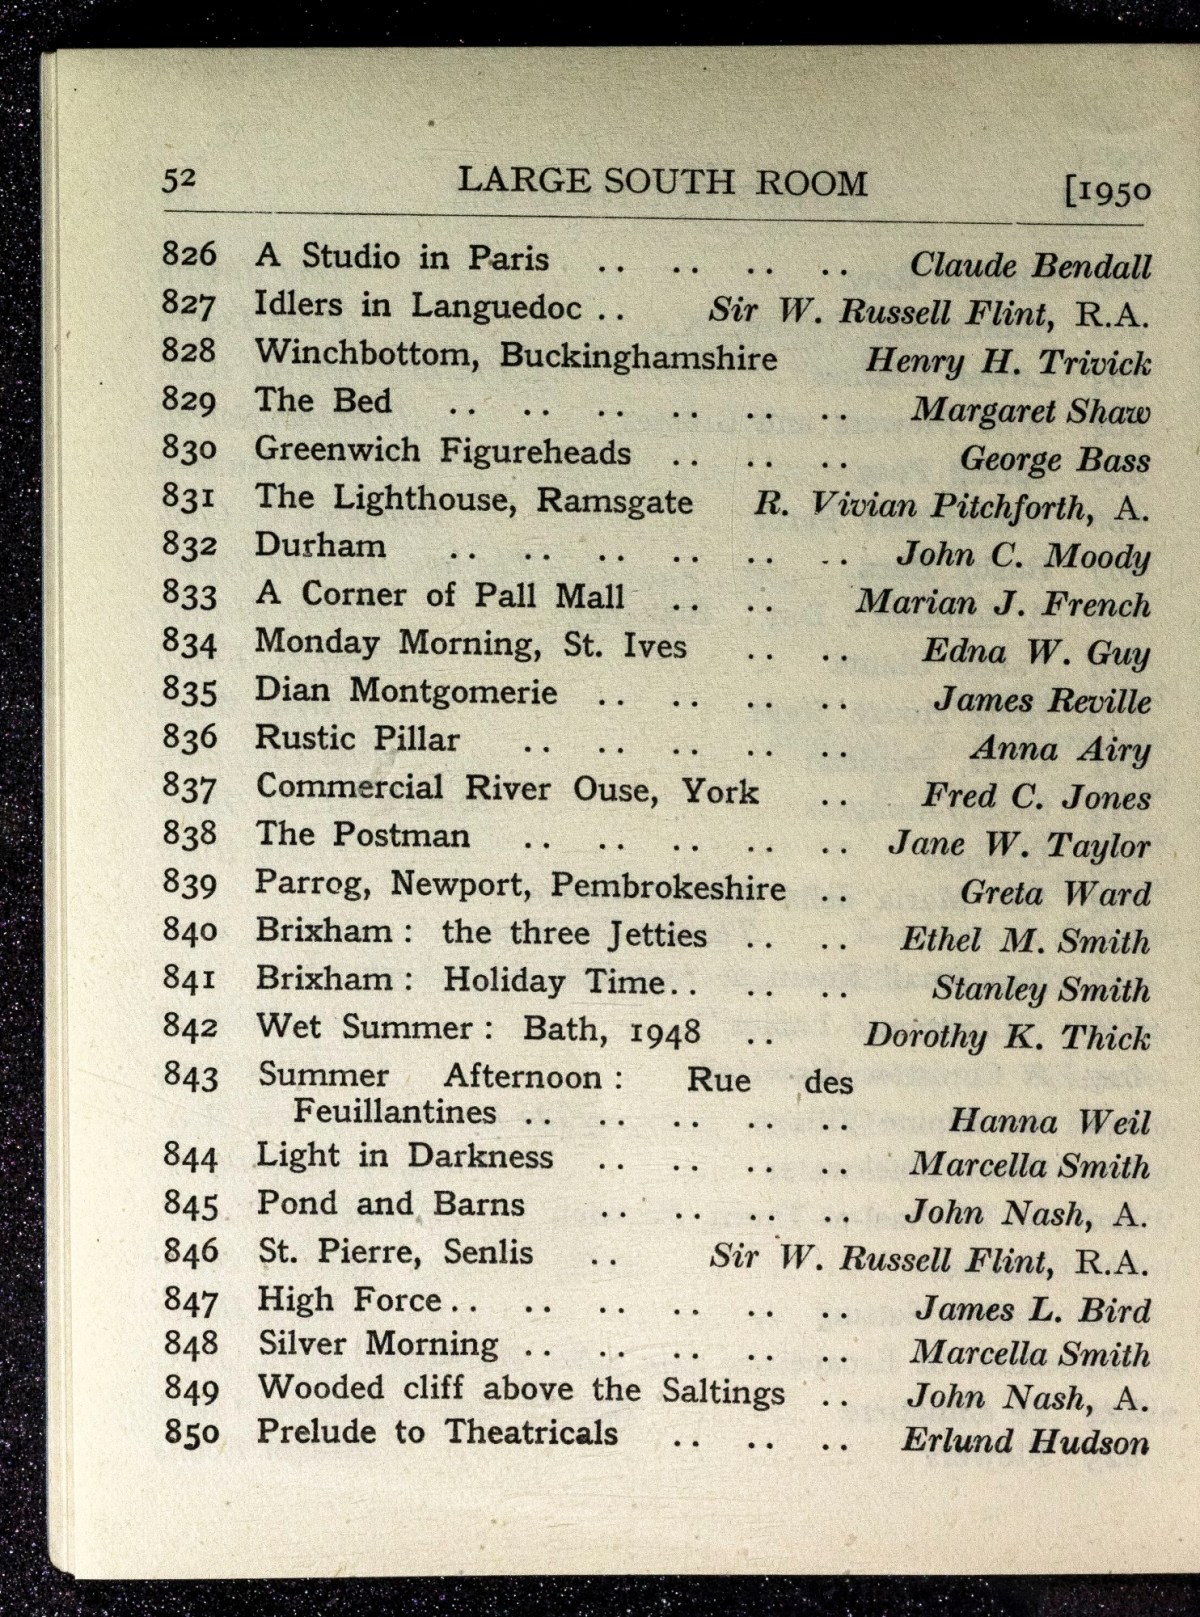 52 LARGE SOUTH ROOM [1950
826 A Studio in Paris .. .. .. .. Claude Bendall
827 Idlers in Languedoc .. Sir W. Russell Flint, R.A.
828 Winchbottom, Buckinghamshire Henry H. Trivick
829 The Bed .. .. .. .. .. .. Margaret Shaw
830 Greenwich Figureheads .. .. .. George Bass
831 The Lighthouse, Ramsgate R. Vivian Pitchforth, A.
832 Durham .. .. .. .. .. .. John C. Moody
833 A Corner of Pall Mall .. .. Marian J. French
834 Monday Morning, St. Ives .. .. Edna W. Guy
835 Dian Montgomerie .. .. .. .. James Reville
836 Rustic Pillar .. .. .. .. .. Anna Airy
837 Commercial River Ouse, York .. Fred C. Jones
838 The Postman .. .. .. .. .. Jane W. Taylor
839 Parrog, Newport, Pembrokeshire .. Greta Ward
840 Brixham : the three Jetties .. .. Ethel M. Smith
841 Brixham : Holiday Time .. .. .. Stanley Smith
842 Wet Summer : Bath, 1948 .. Dorothy K. Thick
843 Summer Afternoon : Rue des
Feuillantines .. .. .. .. .. Hanna Weil
844 Light in Darkness .. .. .. .. Marcella Smith
845 Pond and Barns .. .. .. .. John Nash, A.
846 St. Pierre, Senlis .. Sir W. Russell Flint, R.A.
847 High Force .. .. .. .. .. .. James L. Bird
848 Silver Morning .. .. .. .. .. Marcella Smith
849 Wooded cliff above the Saltings .. John Nash, A.
850 Prelude to Theatricals .. .. .. Erlund Hudson